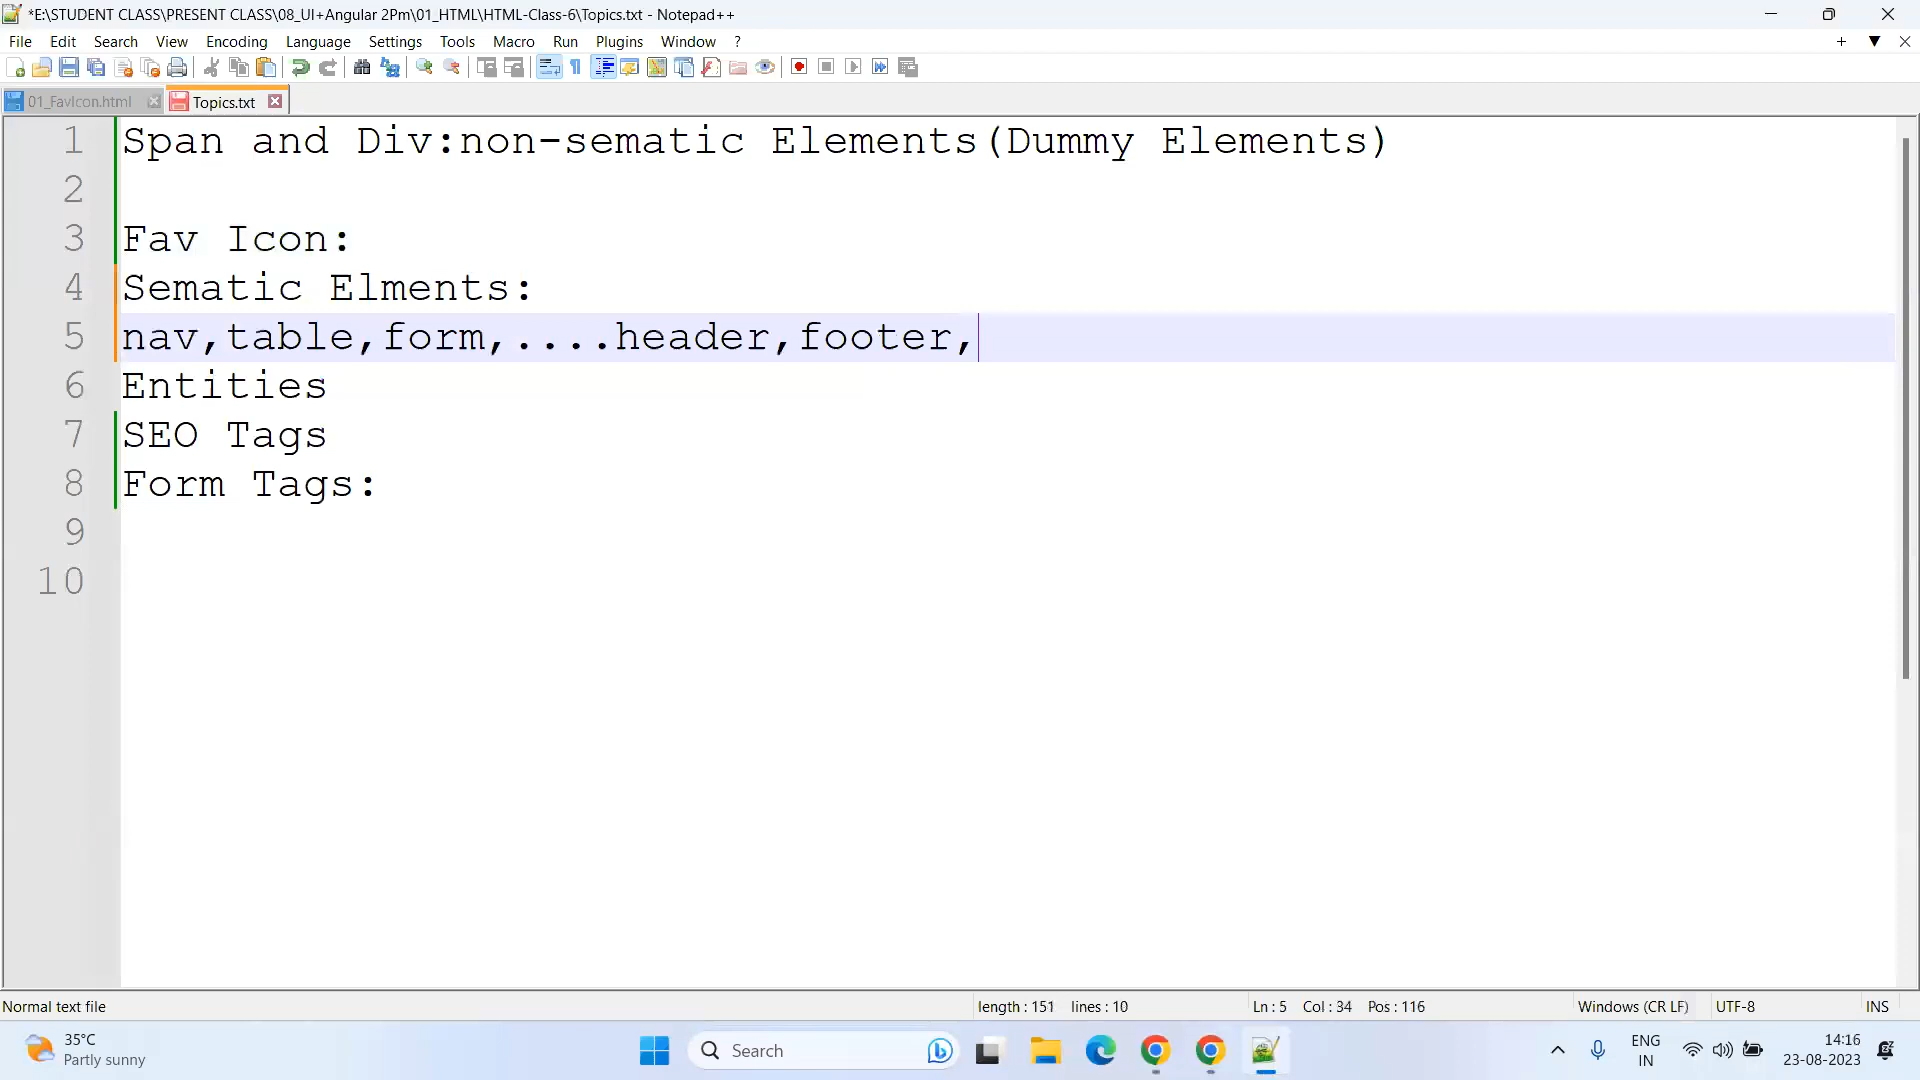 *E:\STUDENT CLASS\PRESENT CLASS\08_UI+Angular 2Pm\01_HTML\HTML-Class-6\Topics.txt - Notepad++
File Edit Search View Encoding Language Settings Tools Macro Run Plugins Window ?
01_FavIcon.html Topics.txt
1 Span and Div:non-sematic Elements(Dummy Elements)
2
3 Fav Icon:
4 Sematic Elments:
5 nav,table,form,....header,footer,
6 Entities
7 SEO Tags
8 Form Tags:
9
10
Normal text file length : 151 lines : 10 Ln : 5 Col : 34 Pos : 116 Windows (CR LF) UTF-8 INS
35°C
Partly sunny
Search
ENG
IN
14:16
23-08-2023